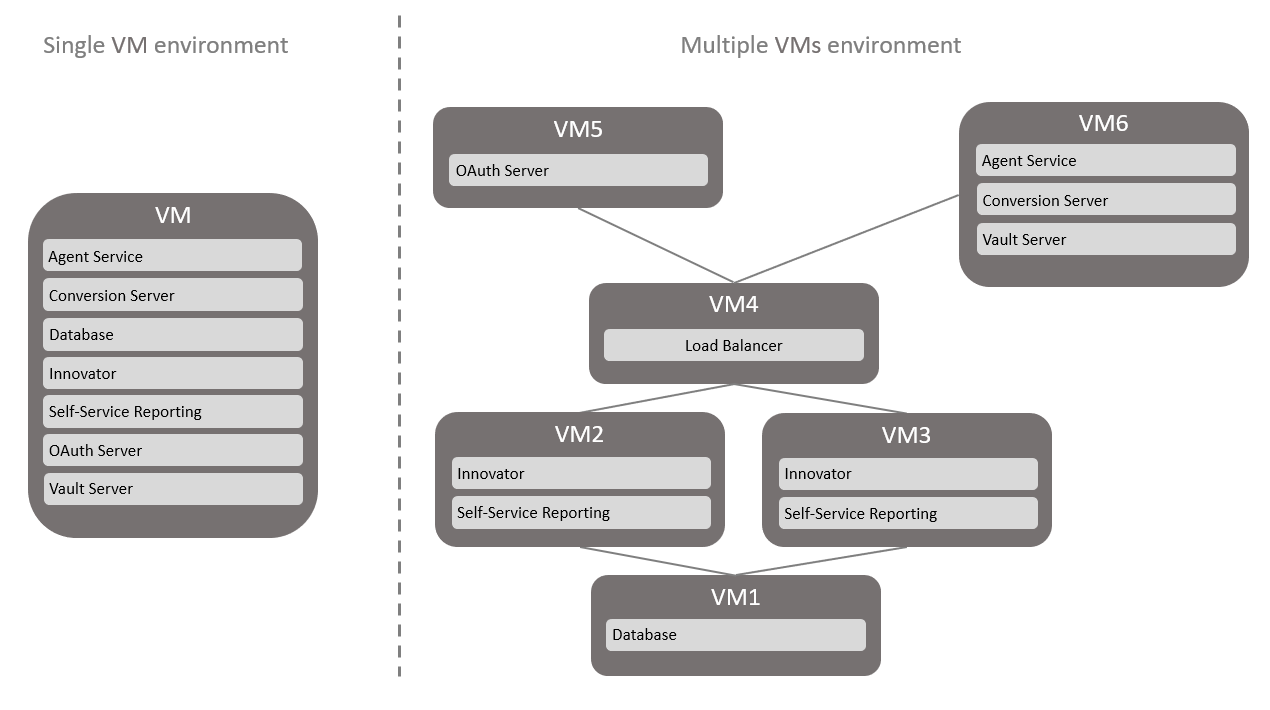 Single VM environment
VM
Agent Service
Conversion Server
Database
Innovator
Self-Service Reporting
OAuth Server
Vault Server
Multiple VMs environment
VM5
OAuth Server
VM6
Agent Service
Conversion Server
Vault Server
VM4
Load Balancer
VM2
Innovator
Self-Service Reporting
VM3
Innovator
Self-Service Reporting
VM1
Database